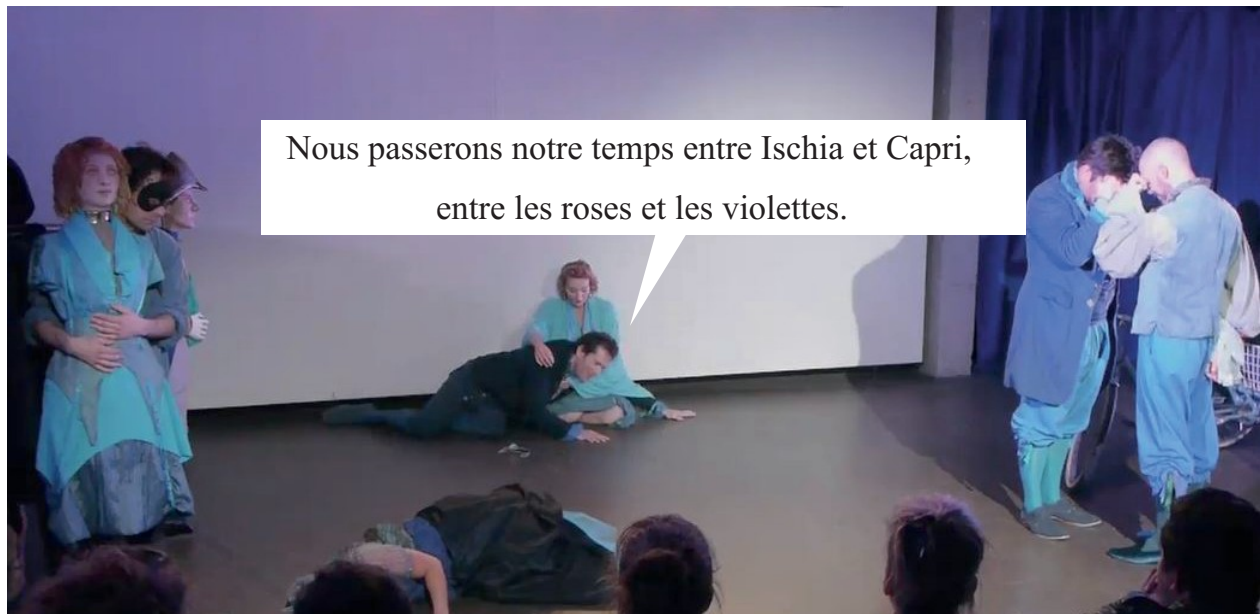 Nous passerons notre temps entre Ischia et Capri,
entre les roses et les violettes.